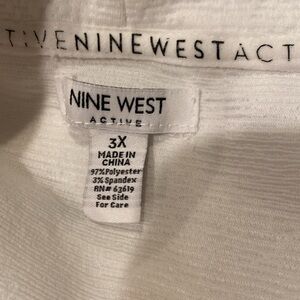 TIVENINEWESTACT
NINE WEST
ACTIVE
3X
MADE IN
CHINA
97% Polyester
3% Spandex
RN# 63619
See Side
For Care